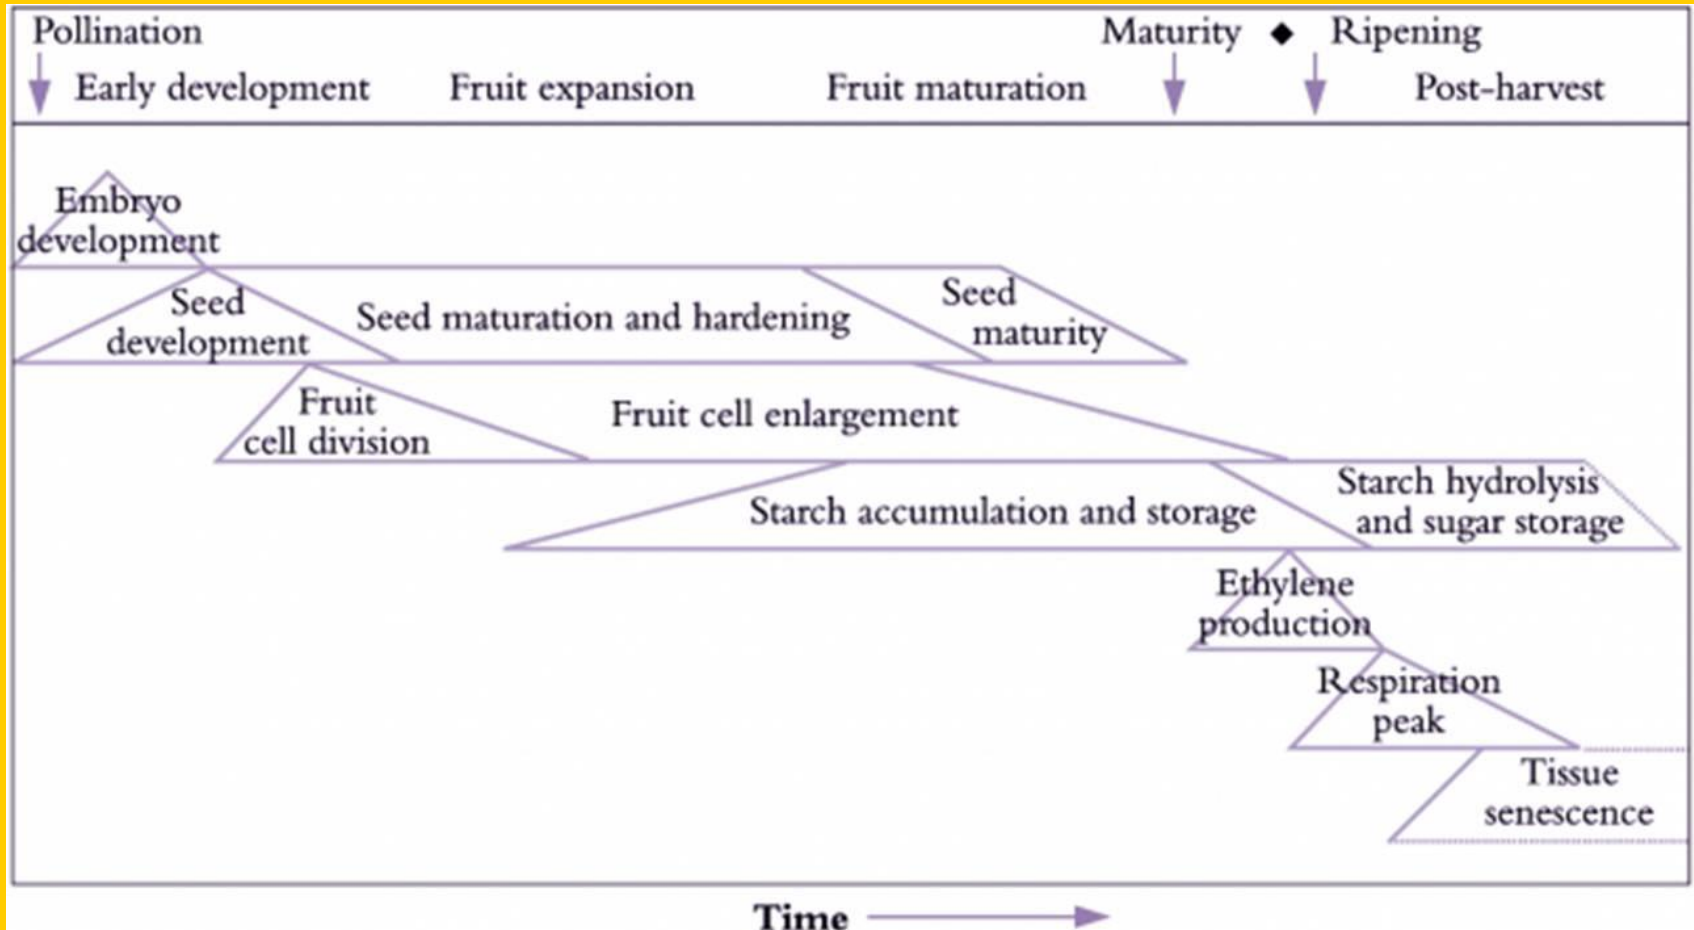 Pollination
Maturity ◆ Ripening
Early development
Fruit expansion
Fruit maturation
Post-harvest
Embryo
development
Seed
development
Seed maturation and hardening
Seed
maturity
Fruit
cell division
Fruit cell enlargement
Starch accumulation and storage
Starch hydrolysis
and sugar storage
Ethylene
production
Respiration
peak
Tissue
senescence
Time